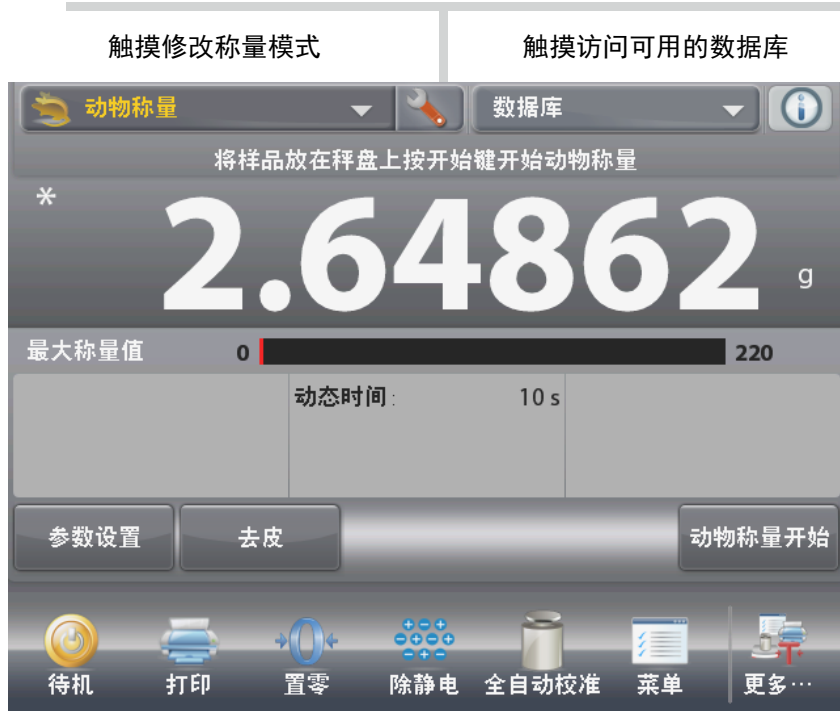 触摸修改称量模式
触摸访问可用的数据库
动物称量
数据库
将样品放在秤盘上按开始键开始动物称量
*
2.64862 g
最大称量值 0 220
动态时间: 10 s
参数设置
去皮
动物称量开始
待机
打印
置零
除静电
全自动校准
菜单
更多…